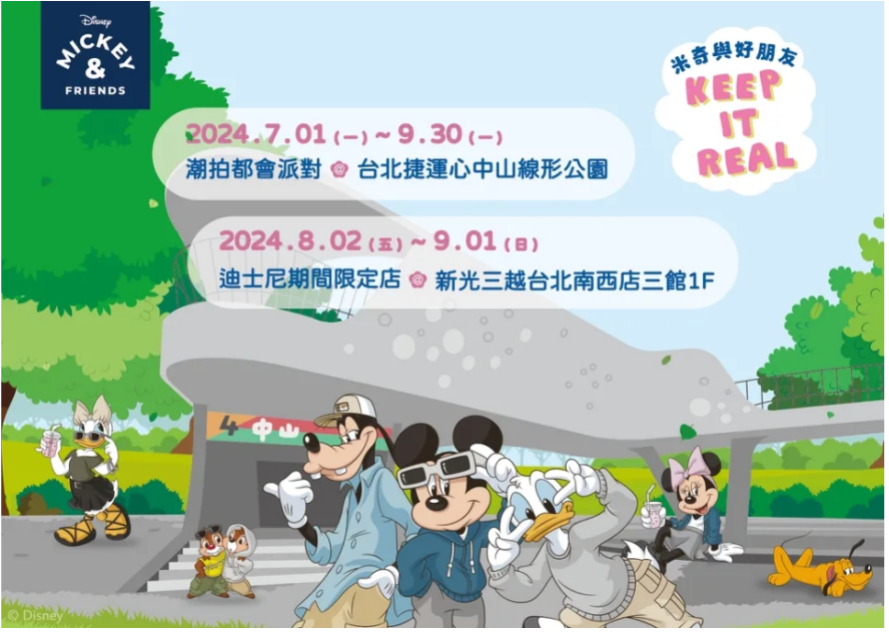 Disney
MICKEY
&
FRIENDS
米奇與好朋友
KEEP
IT
REAL
2024.7.01(一)~9.30(一)
潮拍都會派對@台北捷運心中山線形公園
2024.8.02(五)~9.01(日)
迪士尼期間限定店@新光三越台北南西店三館1F
4 中山
© Disney